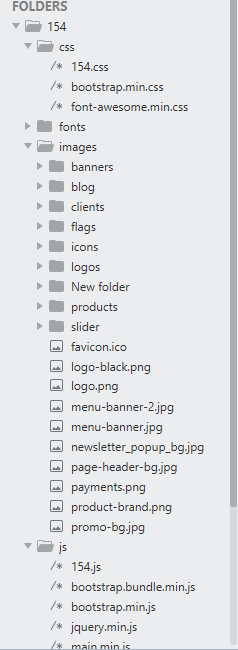 FOLDERS
154
css
/* 154.css
/* bootstrap.min.css
/* font-awesome.min.css
fonts
images
banners
blog
clients
flags
icons
logos
New folder
products
slider
favicon.ico
logo-black.png
logo.png
menu-banner-2.jpg
menu-banner.jpg
newsletter_popup_bg.jpg
page-header-bg.jpg
payments.png
product-brand.png
promo-bg.jpg
js
/* 154.js
/* bootstrap.bundle.min.js
/* bootstrap.min.js
/* jquery.min.js
/* main.min.js